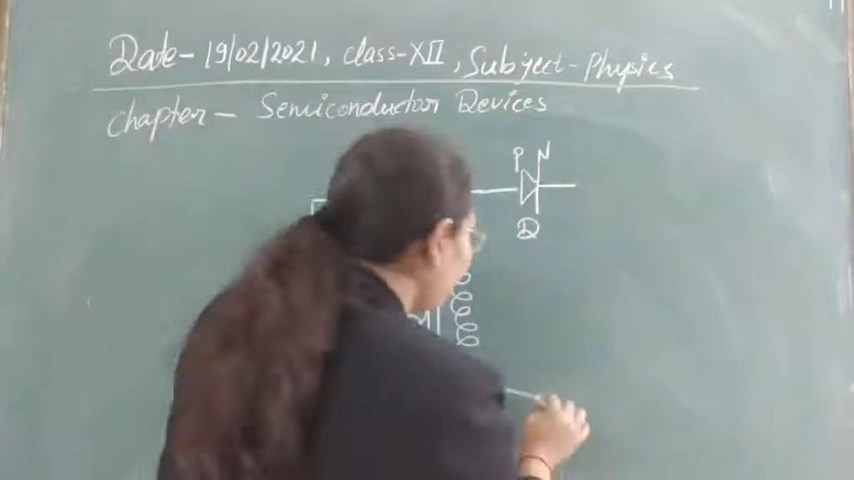 Date- 19/02/2021, class-XII, Subject-Physics
chapter- Semiconductor Devices
P N
D